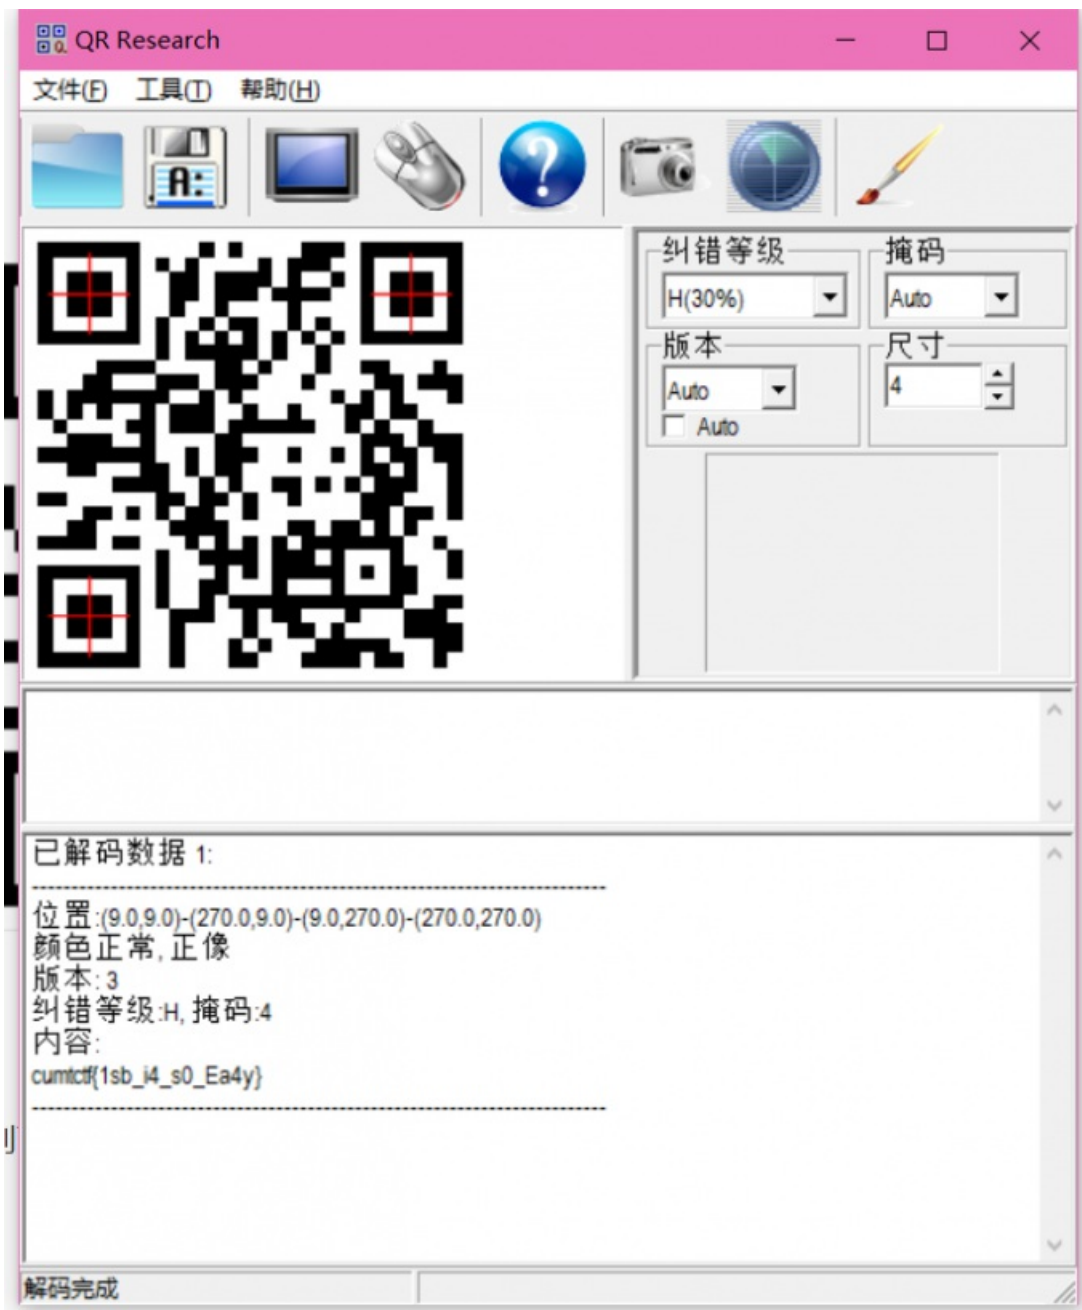 QR Research
文件(F) 工具(T) 帮助(H)
A:
纠错等级
掩码
H(30%)
Auto
版本
尺寸
Auto
4
Auto
已解码数据 1:
位置:(9.0,9.0)-(270.0,9.0)-(9.0,270.0)-(270.0,270.0)
颜色正常, 正像
版本: 3
纠错等级:H, 掩码:4
内容:
cumtctf{1sb_i4_s0_Ea4y}
解码完成